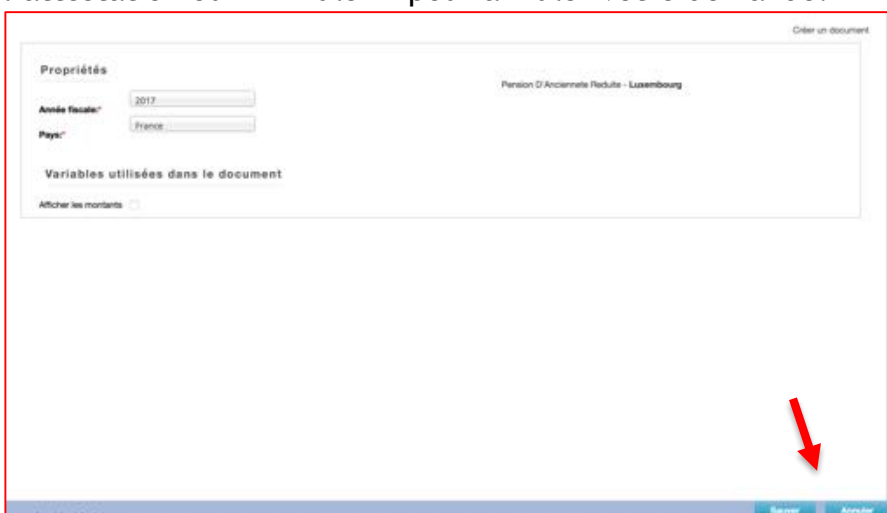 Créer un document
Propriétés
Pension D'Anciennete Reduite - Luxembourg
Année fiscale:* 2017
Pays:* France
Variables utilisées dans le document
Afficher les montants
Sauver Annuler